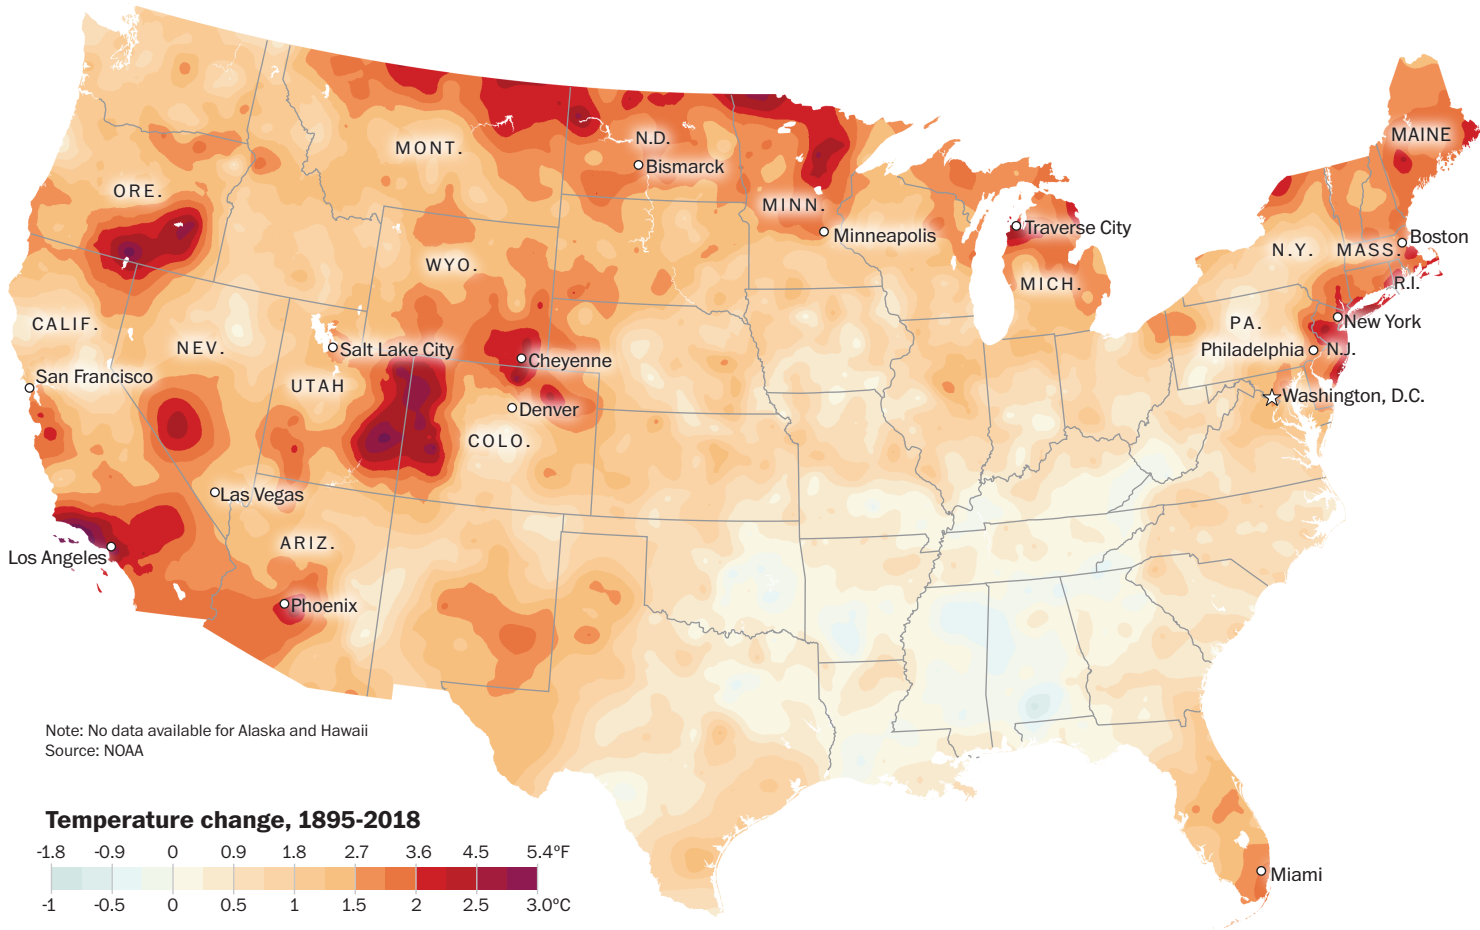 MAINE
N.D.
MONT.
Bismarck
ORE.
MINN.
Traverse City
Minneapolis
Boston
N.Y.
MASS.
WYO.
MICH.
R.I.
CALIF.
New York
PA.
NEV.
Salt Lake City
Cheyenne
Philadelphia
N.J.
San Francisco
UTAH
Washington, D.C.
Denver
COLO.
Las Vegas
ARIZ.
Los Angeles
Phoenix
Miami
Note: No data available for Alaska and Hawaii
Source: NOAA
Temperature change, 1895-2018
-1.8 -0.9 0 0.9 1.8 2.7 3.6 4.5 5.4°F
-1 -0.5 0 0.5 1 1.5 2 2.5 3.0°C